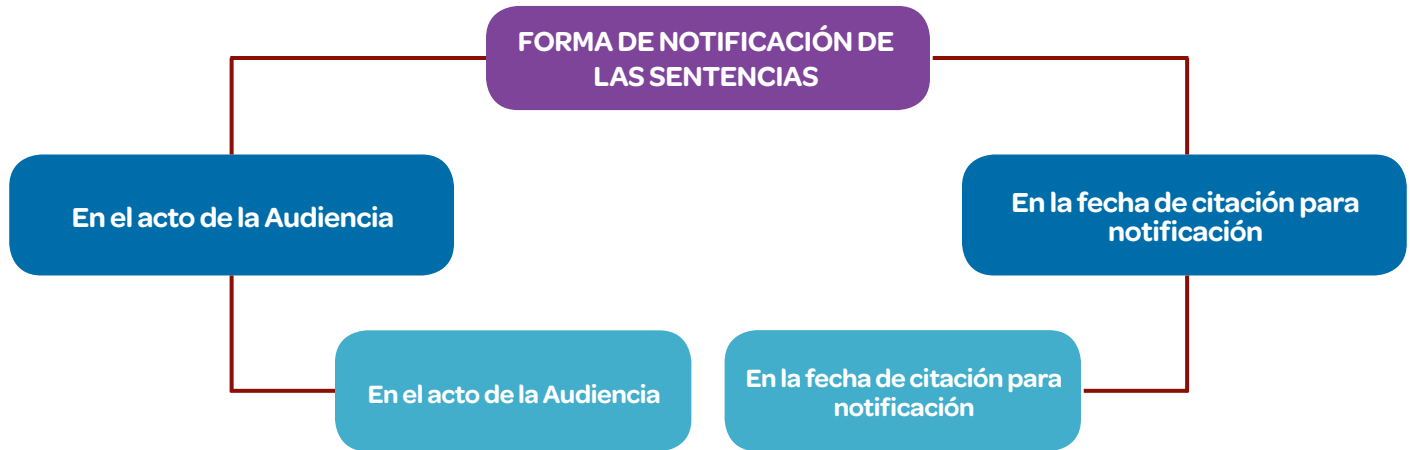 FORMA DE NOTIFICACIÓN DE
LAS SENTENCIAS
En el acto de la Audiencia
En la fecha de citación para
notificación
En el acto de la Audiencia
En la fecha de citación para
notificación